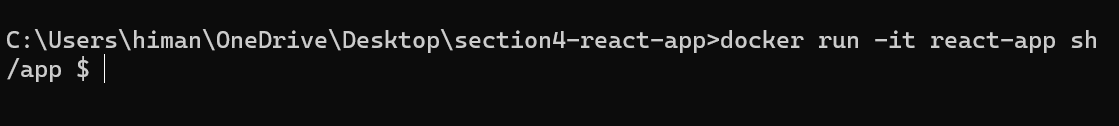 C:\Users\himan\OneDrive\Desktop\section4-react-app>docker run -it react-app sh
/app $